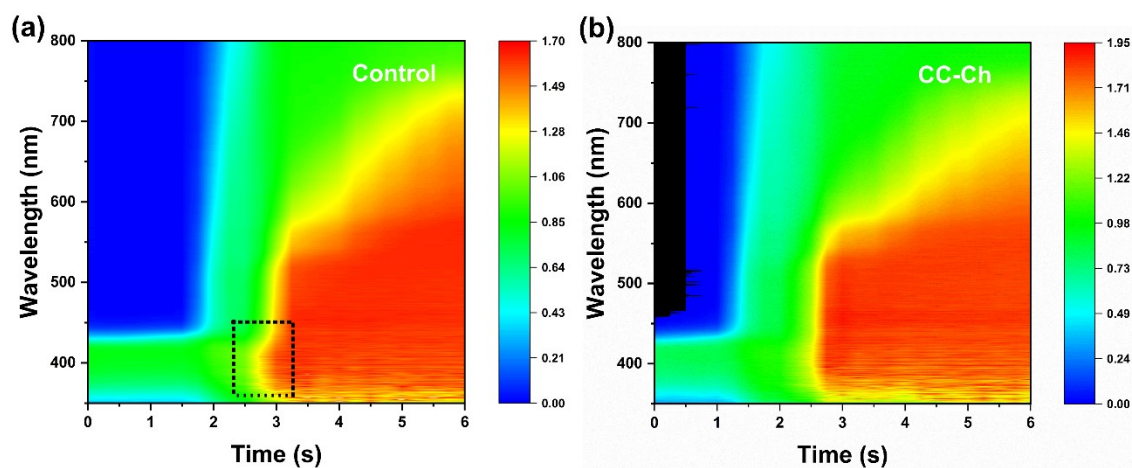 (a)
Control
Wavelength (nm)
800
700
600
500
400
0 1 2 3 4 5 6
Time (s)
1.70
1.49
1.28
1.06
0.85
0.64
0.43
0.21
0.00
(b)
CC-Ch
Wavelength (nm)
800
700
600
500
400
0 1 2 3 4 5 6
Time (s)
1.95
1.71
1.46
1.22
0.98
0.73
0.49
0.24
0.00